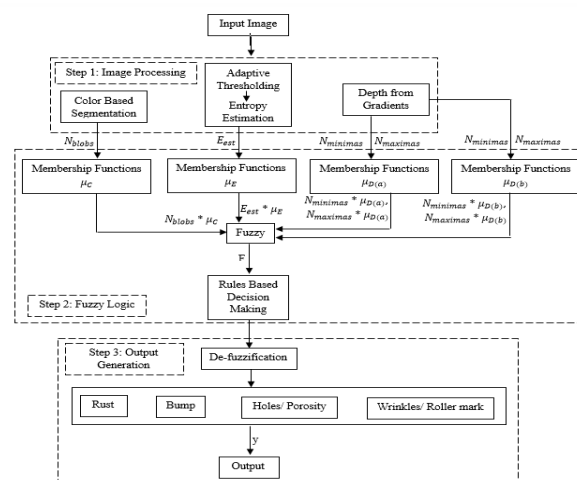 Input Image
Step 1: Image Processing
Adaptive
Thresholding
Entropy
Estimation
Color Based
Segmentation
Depth from
Gradients
N_blobs
E_est
N_minimas N_maximas
N_minimas N_maximas
Membership Functions
μ_C
Membership Functions
μ_E
Membership Functions
μ_D(a)
Membership Functions
μ_D(b)
N_blobs * μ_C
E_est * μ_E
N_minimas * μ_D(a),
N_maximas * μ_D(a)
N_minimas * μ_D(b),
N_maximas * μ_D(b)
Fuzzy
F
Rules Based
Decision
Making
Step 2: Fuzzy Logic
Step 3: Output
Generation
De-fuzzification
Rust
Bump
Holes/ Porosity
Wrinkles/ Roller mark
y
Output